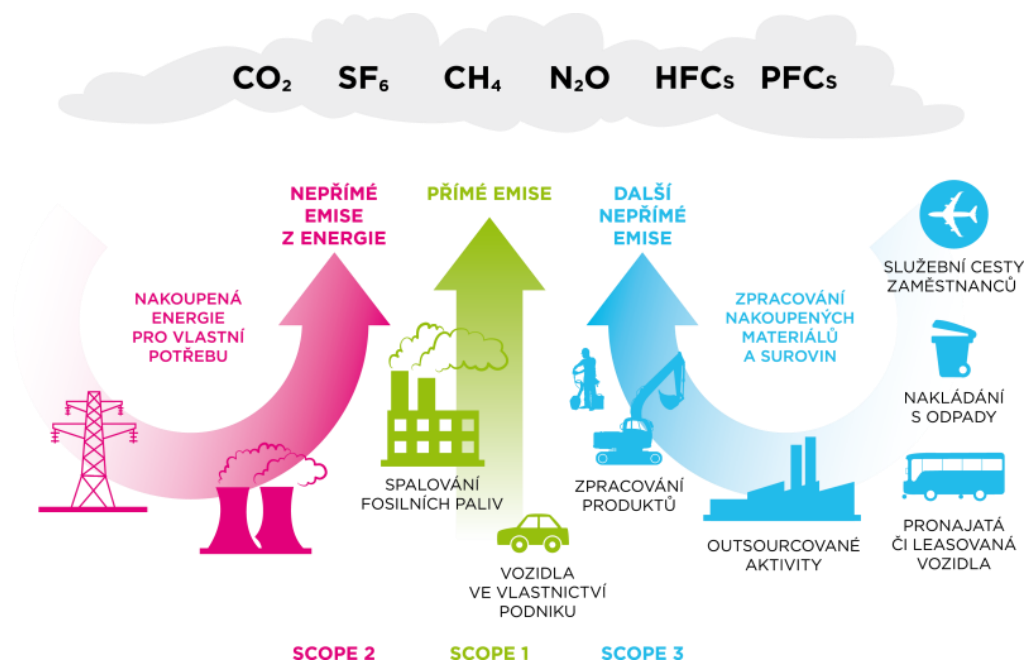 CO₂ SF₆ CH₄ N₂O HFCs PFCs
NEPŘÍMÉ
EMISE
Z ENERGIE
PŘÍMÉ EMISE
DALŠÍ
NEPŘÍMÉ
EMISE
NAKOUPENÁ
ENERGIE
PRO VLASTNÍ
POTŘEBU
ZPRACOVÁNÍ
NAKOUPENÝCH
MATERIÁLŮ
A SUROVIN
SLUŽEBNÍ CESTY
ZAMĚSTNANCŮ
NAKLÁDÁNÍ
S ODPADY
SPALOVÁNÍ
FOSILNÍCH PALIV
ZPRACOVÁNÍ
PRODUKTŮ
OUTSOURCOVANÉ
AKTIVITY
PRONAJATÁ
ČI LEASOVANÁ
VOZIDLA
VOZIDLA
VE VLASTNICTVÍ
PODNIKU
SCOPE 2
SCOPE 1
SCOPE 3